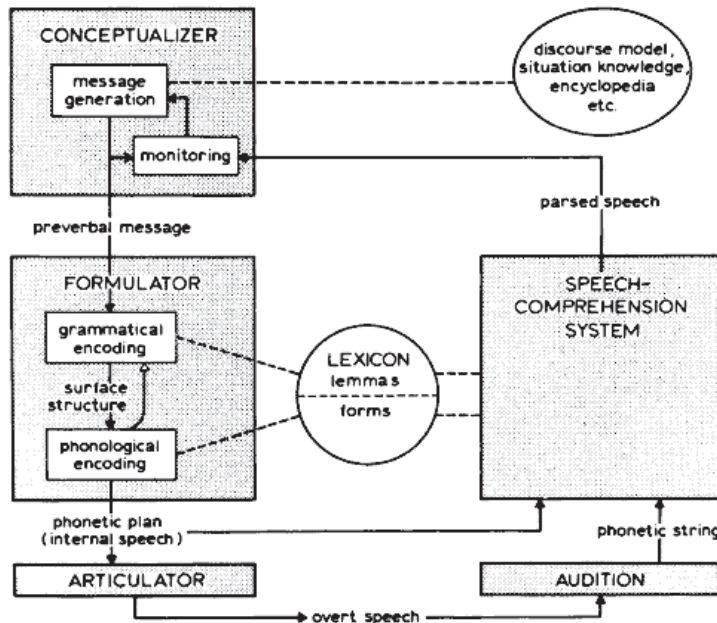 CONCEPTUALIZER
message
generation
monitoring
discourse model,
situation knowledge,
encyclopedia
etc.
parsed speech
preverbal message
FORMULATOR
grammatical
encoding
surface
structure
phonological
encoding
LEXICON
lemmas
forms
SPEECH-
COMPREHENSION
SYSTEM
phonetic plan
(internal speech)
phonetic string
ARTICULATOR
AUDITION
overt speech